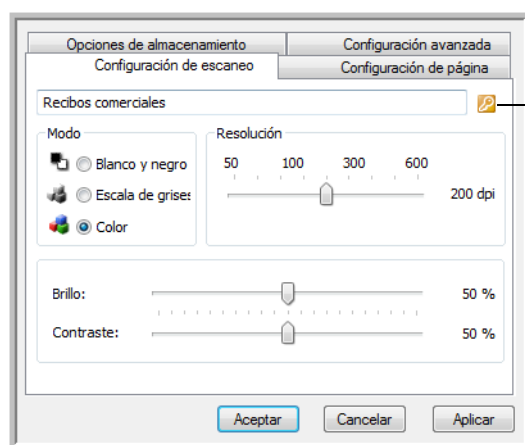 Opciones de almacenamiento
Configuración avanzada
Configuración de escaneo
Configuración de página
Recibos comerciales
Modo
Resolución
Blanco y negro
50 100 300 600
Escala de grises
200 dpi
Color
Brillo:
50 %
Contraste:
50 %
Aceptar
Cancelar
Aplicar